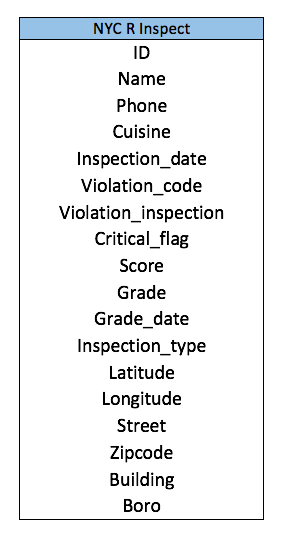 NYC R Inspect
ID
Name
Phone
Cuisine
Inspection_date
Violation_code
Violation_inspection
Critical_flag
Score
Grade
Grade_date
Inspection_type
Latitude
Longitude
Street
Zipcode
Building
Boro